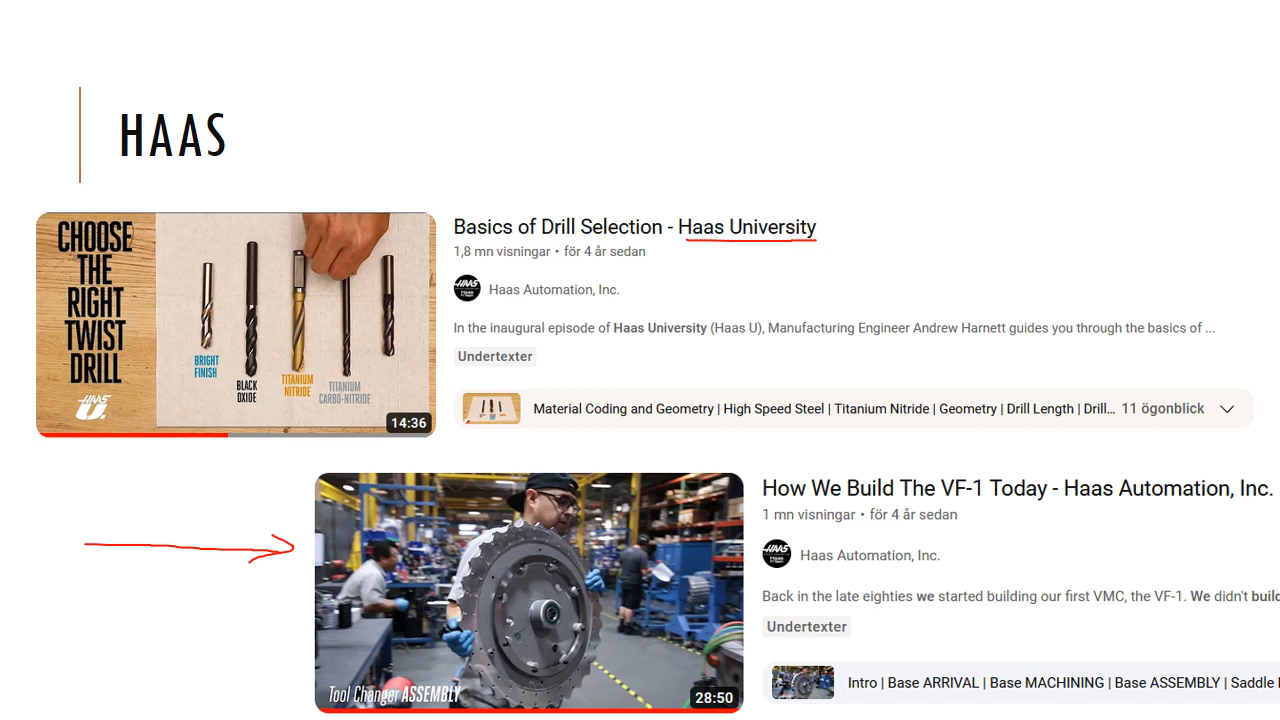 HAAS
CHOOSE
THE
RIGHT
TWIST
DRILL
HAAS
U.
BRIGHT
FINISH
BLACK
OXIDE
TITANIUM
NITRIDE
TITANIUM
CARBO-NITRIDE
14:36
Basics of Drill Selection - Haas University
1,8 mn visningar • för 4 år sedan
HAAS
Haas Automation, Inc.
In the inaugural episode of Haas University (Haas U), Manufacturing Engineer Andrew Harnett guides you through the basics of ...
Undertexter
Material Coding and Geometry | High Speed Steel | Titanium Nitride | Geometry | Drill Length | Drill... 11 ögonblick
Tool Changer ASSEMBLY
28:50
How We Build The VF-1 Today - Haas Automation, Inc.
1 mn visningar • för 4 år sedan
HAAS
Haas Automation, Inc.
Back in the late eighties we started building our first VMC, the VF-1. We didn't build
Undertexter
Intro | Base ARRIVAL | Base MACHINING | Base ASSEMBLY | Saddle